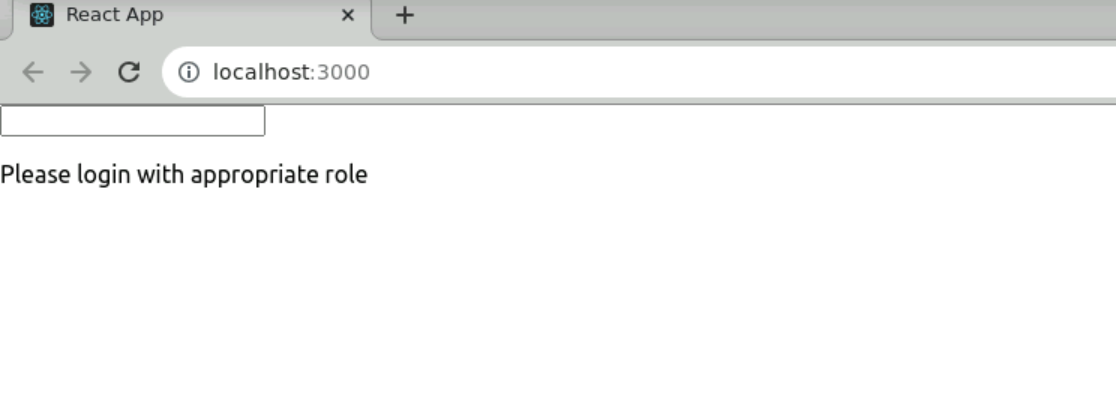 React App
localhost:3000
Please login with appropriate role